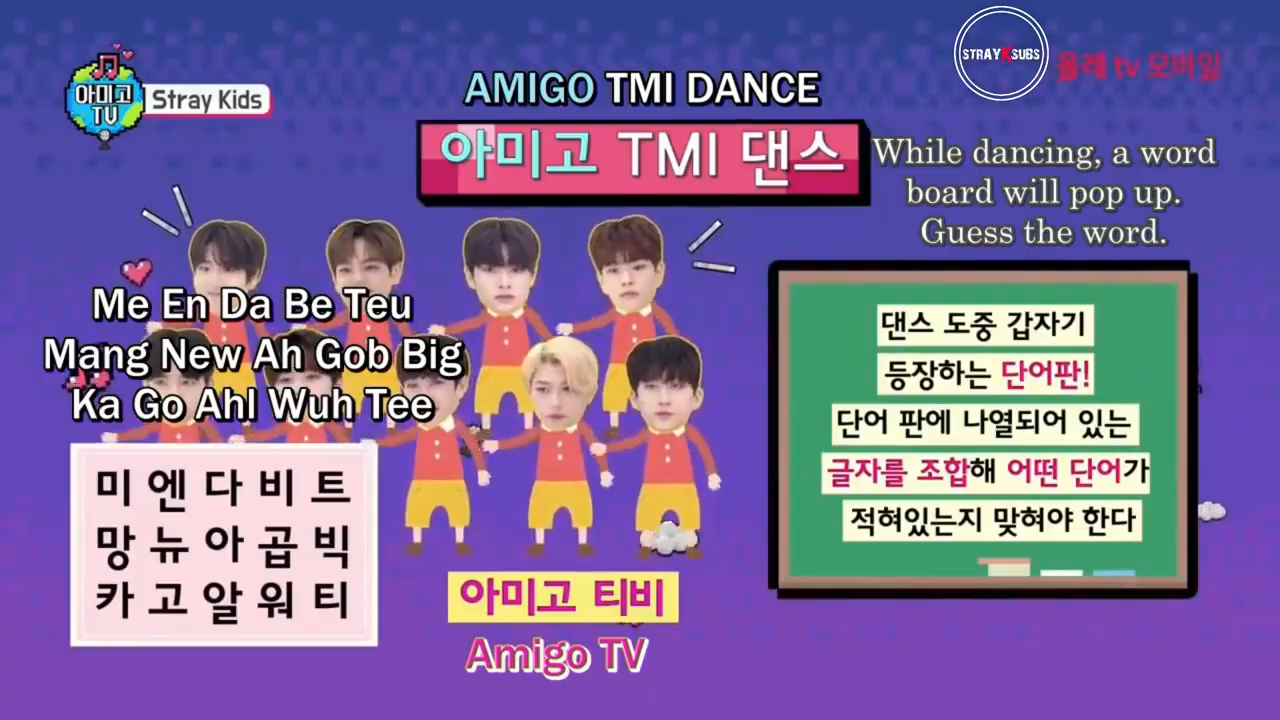 STRAYKSUBS
올레 tv 모바일
아미고
TV
Stray Kids
AMIGO TMI DANCE
아미고 TMI 댄스
While dancing, a word
board will pop up.
Guess the word.
Me En Da Be Teu
Mang New Ah Gob Big
Ka Go Ahl Wuh Tee
미 엔 다 비 트
망 뉴 아 곱 빅
카 고 알 워 티
댄스 도중 갑자기
등장하는 단어판!
단어 판에 나열되어 있는
글자를 조합해 어떤 단어가
적혀있는지 맞혀야 한다
아미고 티비
Amigo TV